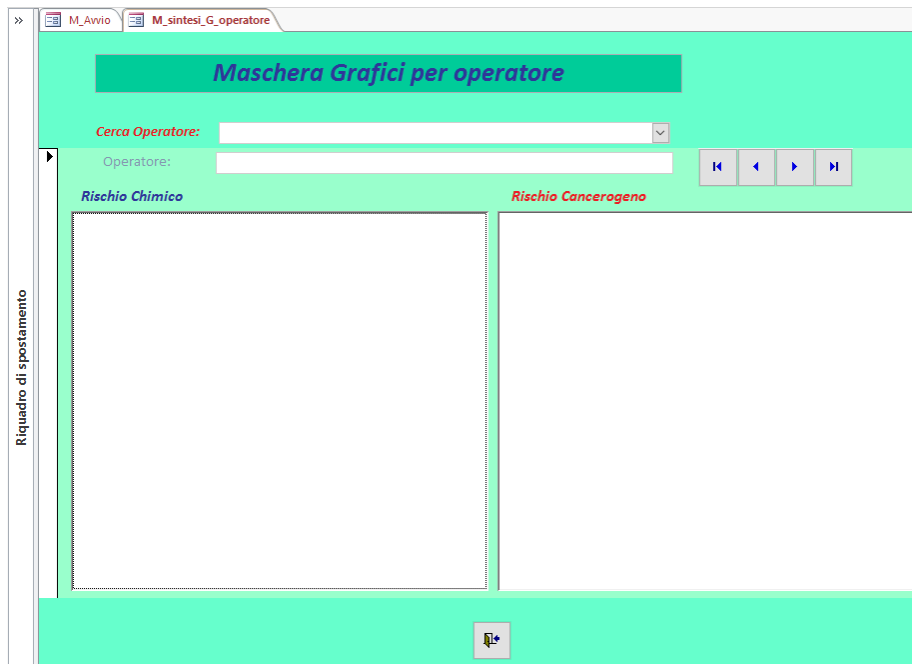 M_Avvio
M_sintesi_G_operatore
Maschera Grafici per operatore
Cerca Operatore:
Operatore:
Rischio Chimico
Rischio Cancerogeno
Riquadro di spostamento